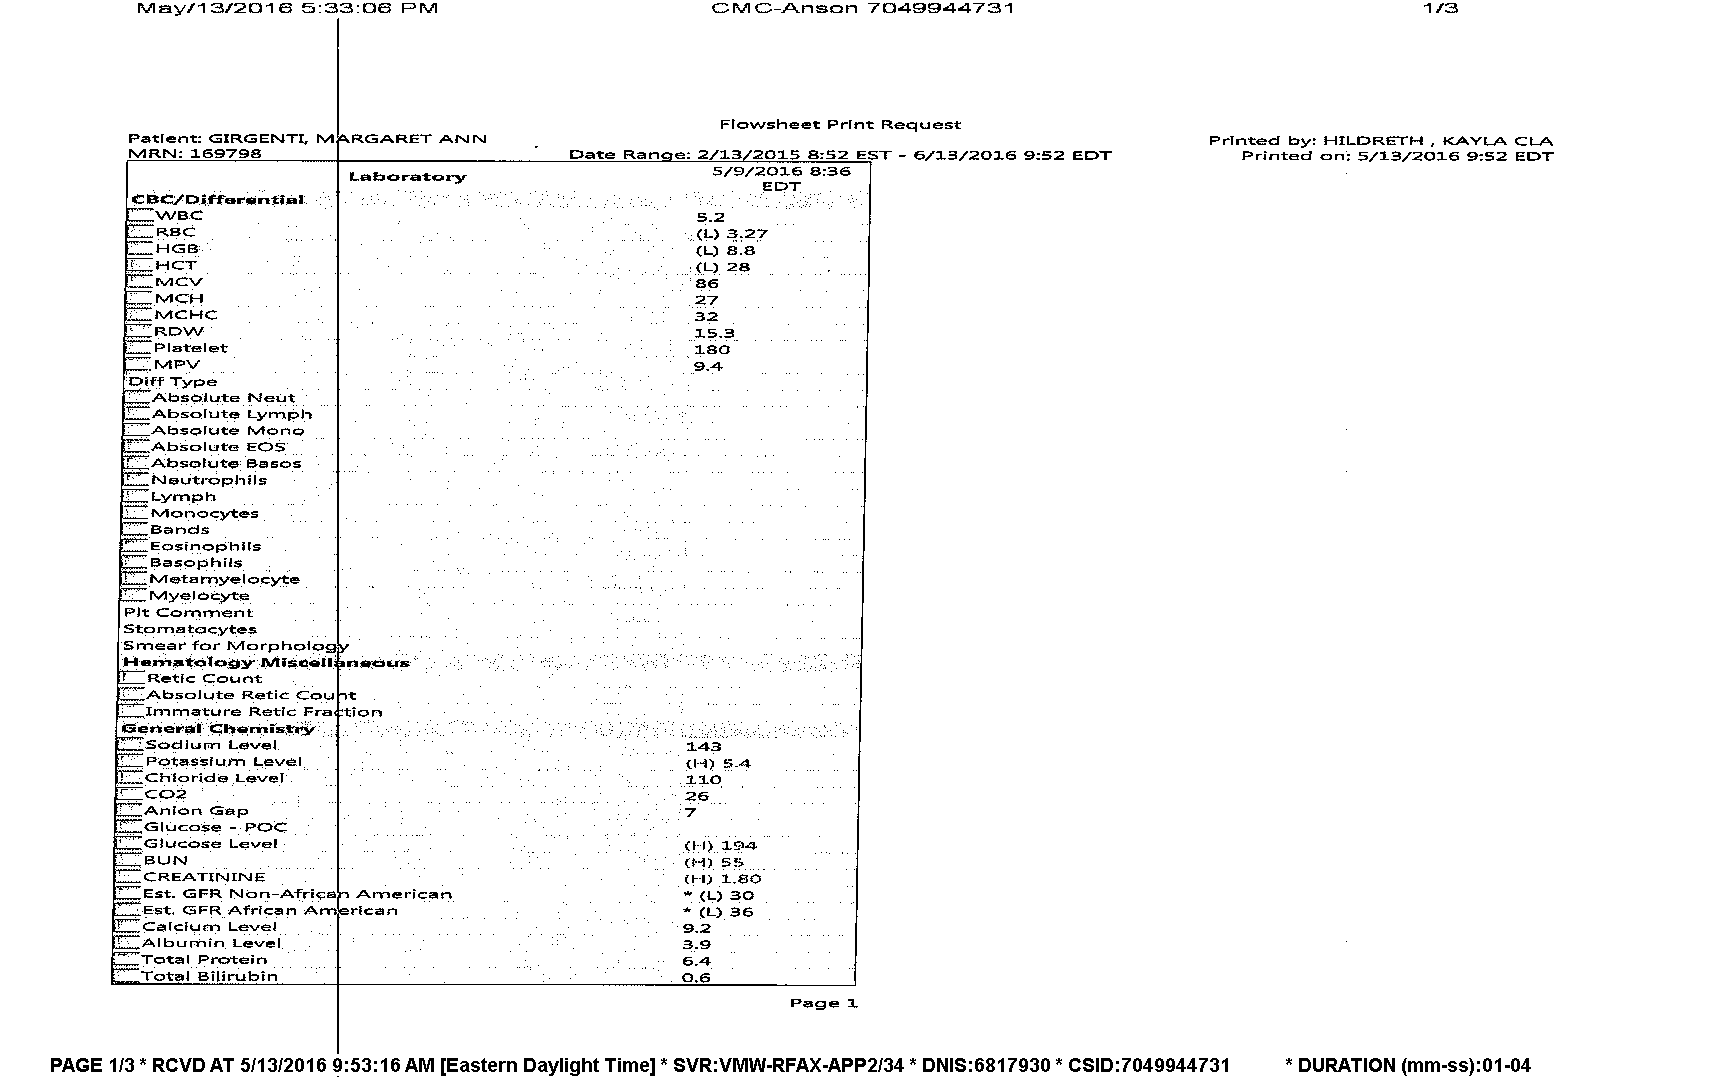 May/13/2016 5:33:06 PM CMC-Anson 7049944731 1/3
Flowsheet Print Request
Patient: GIRGENTI, MARGARET ANN Printed by: HILDRETH , KAYLA CLA
MRN: 169798 Date Range: 2/13/2015 8:52 EST - 6/13/2016 9:52 EDT Printed on: 5/13/2016 9:52 EDT
Laboratory 5/9/2016 8:36
EDT
CBC/Differential
WBC 5.2
RBC (L) 3.27
HGB (L) 8.8
HCT (L) 28
MCV 86
MCH 27
MCHC 32
RDW 15.3
Platelet 180
MPV 9.4
Diff Type
Absolute Neut
Absolute Lymph
Absolute Mono
Absolute EOS
Absolute Basos
Neutrophils
Lymph
Monocytes
Bands
Eosinophils
Basophils
Metamyelocyte
Myelocyte
Plt Comment
Stomatocytes
Smear for Morphology
Hematology Miscellaneous
Retic Count
Absolute Retic Count
Immature Retic Fraction
General Chemistry
Sodium Level 143
Potassium Level (H) 5.4
Chloride Level 110
CO2 26
Anion Gap 7
Glucose - POC
Glucose Level (H) 194
BUN (H) 55
CREATININE (H) 1.80
Est. GFR Non-African American * (L) 30
Est. GFR African American * (L) 36
Calcium Level 9.2
Albumin Level 3.9
Total Protein 6.4
Total Bilirubin 0.6
Page 1
PAGE 1/3 * RCVD AT 5/13/2016 9:53:16 AM [Eastern Daylight Time] * SVR:VMW-RFAX-APP2/34 * DNIS:6817930 * CSID:7049944731 * DURATION (mm-ss):01-04